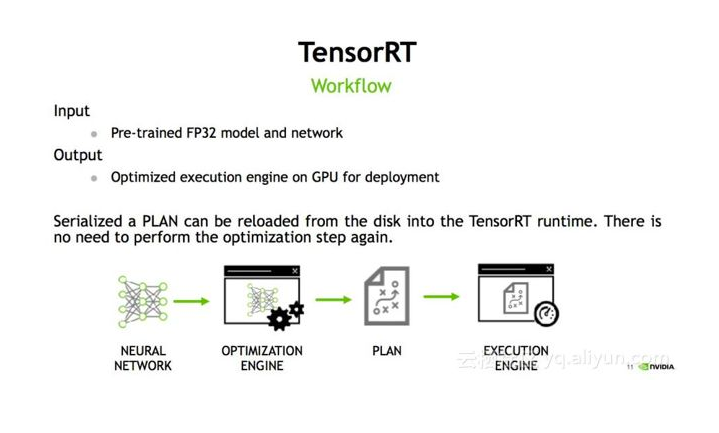 TensorRT
Workflow
Input
Pre-trained FP32 model and network
Output
Optimized execution engine on GPU for deployment
Serialized a PLAN can be reloaded from the disk into the TensorRT runtime. There is
no need to perform the optimization step again.
NEURAL
NETWORK
OPTIMIZATION
ENGINE
PLAN
EXECUTION
ENGINE
yq.aliyun.com
11 NVIDIA